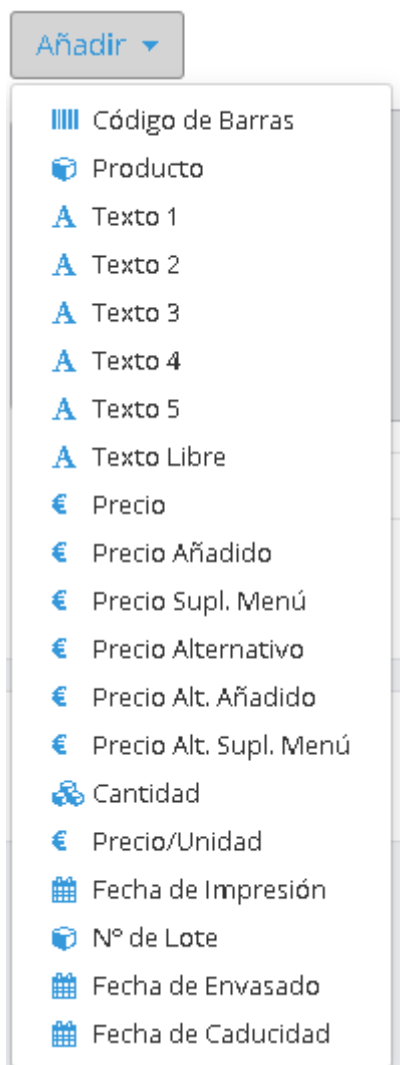 Añadir
Código de Barras
Producto
Texto 1
Texto 2
Texto 3
Texto 4
Texto 5
Texto Libre
Precio
Precio Añadido
Precio Supl. Menú
Precio Alternativo
Precio Alt. Añadido
Precio Alt. Supl. Menú
Cantidad
Precio/Unidad
Fecha de Impresión
Nº de Lote
Fecha de Envasado
Fecha de Caducidad